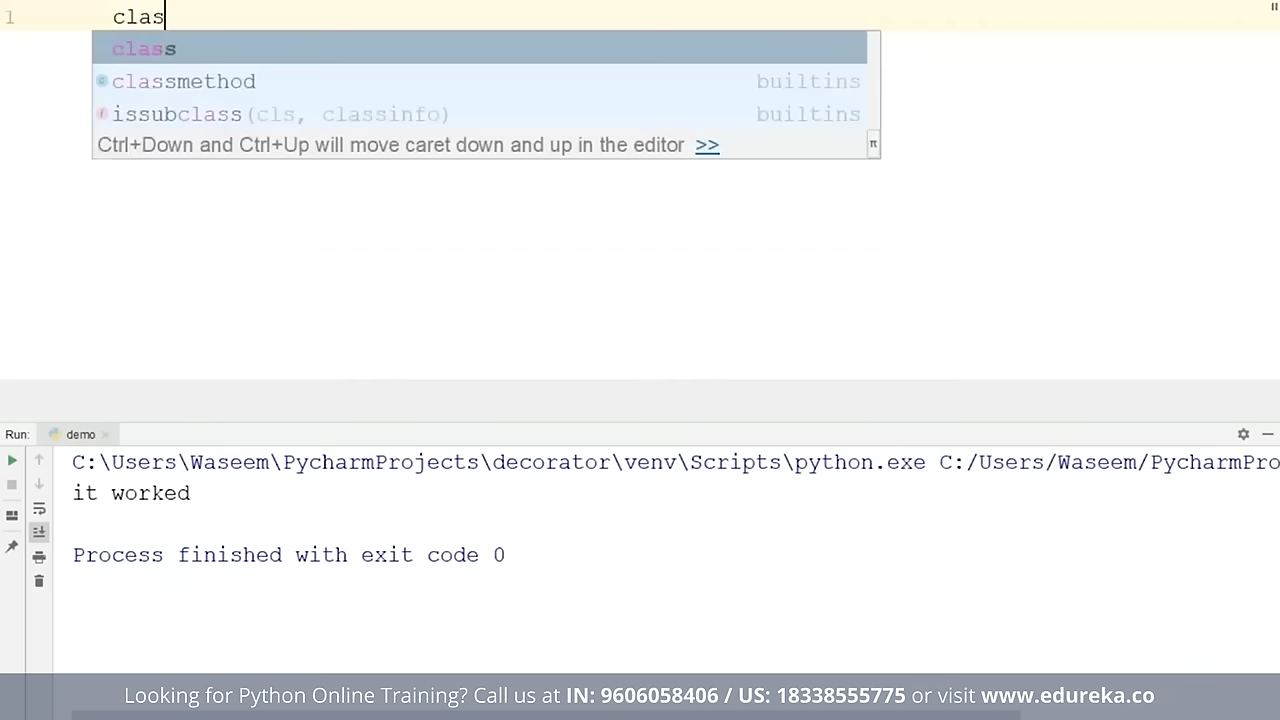 1 clas
class
classmethod builtins
issubclass(cls, classinfo) builtins
Ctrl+Down and Ctrl+Up will move caret down and up in the editor >> π
Run: demo
C:\Users\Waseem\PycharmProjects\decorator\venv\Scripts\python.exe C:/Users/Waseem/PycharmPro
it worked
Process finished with exit code 0
Looking for Python Online Training? Call us at IN: 9606058406 / US: 18338555775 or visit www.edureka.co